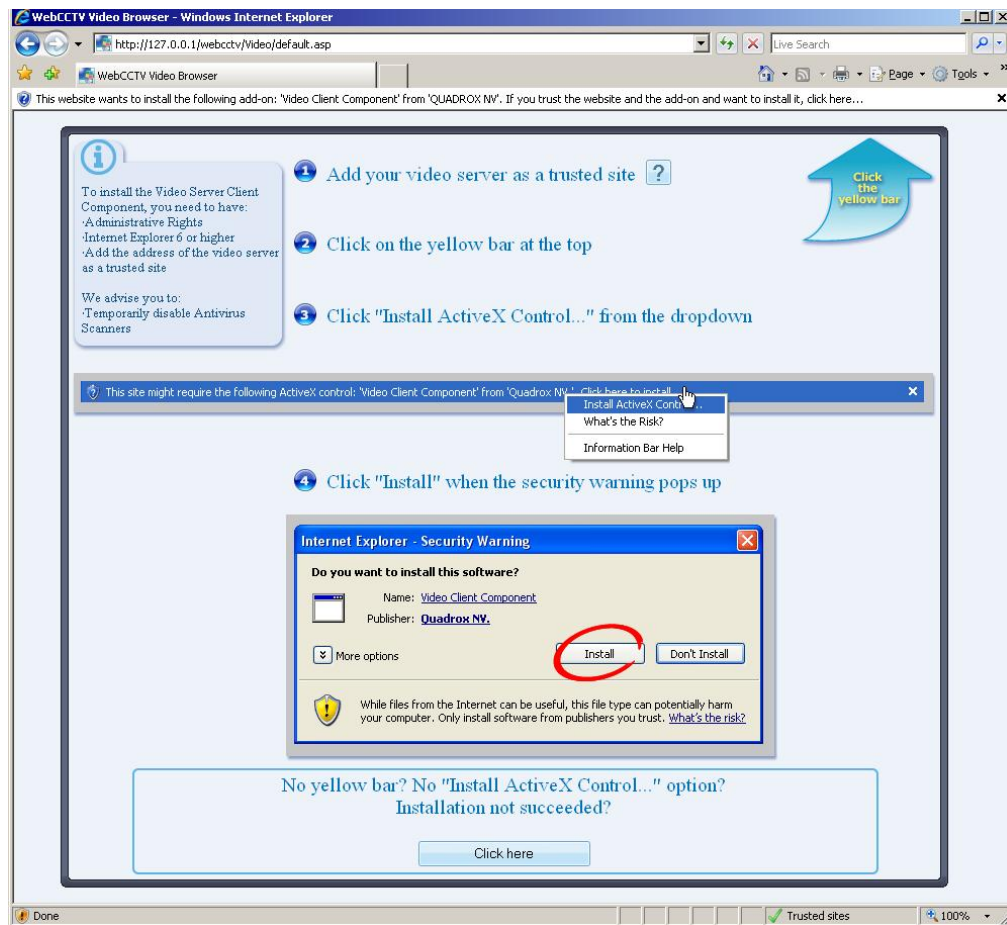 WebCCTV Video Browser - Windows Internet Explorer
http://127.0.0.1/webcctv/Video/default.asp
Live Search
WebCCTV Video Browser
Page
Tools
This website wants to install the following add-on: 'Video Client Component' from 'QUADROX NV'. If you trust the website and the add-on and want to install it, click here...
To install the Video Server Client
Component, you need to have:
·Administrative Rights
·Internet Explorer 6 or higher
·Add the address of the video server
as a trusted site
We advise you to:
·Temporarily disable Antivirus
Scanners
1 Add your video server as a trusted site ?
Click
the
yellow bar
2 Click on the yellow bar at the top
3 Click "Install ActiveX Control..." from the dropdown
This site might require the following ActiveX control: 'Video Client Component' from 'Quadrox NV.'. Click here to install...
Install ActiveX Control...
What's the Risk?
Information Bar Help
4 Click "Install" when the security warning pops up
Internet Explorer - Security Warning
Do you want to install this software?
Name: Video Client Component
Publisher: Quadrox NV.
More options
Install
Don't Install
While files from the Internet can be useful, this file type can potentially harm
your computer. Only install software from publishers you trust. What's the risk?
No yellow bar? No "Install ActiveX Control..." option?
Installation not succeeded?
Click here
Done
Trusted sites
100%